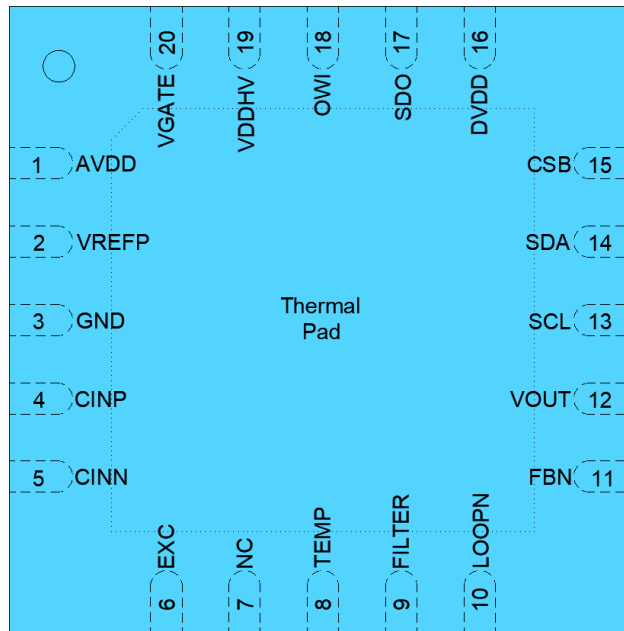 20 19 18 17 16
VGATE VDDHV OWI SDO DVDD
1 AVDD CSB 15
2 VREFP SDA 14
Thermal
Pad
3 GND SCL 13
4 CINP VOUT 12
5 CINN FBN 11
EXC NC TEMP FILTER LOOPN
6 7 8 9 10